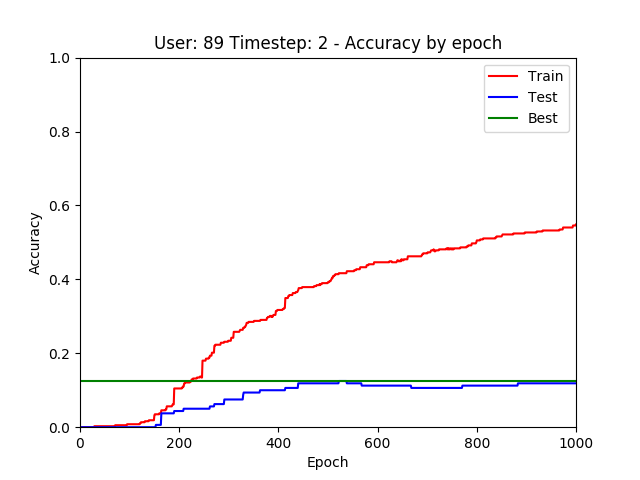 User: 89 Timestep: 2 - Accuracy by epoch
Train
Test
Best
1.0
0.8
0.6
0.4
0.2
0.0
Accuracy
0 200 400 600 800 1000
Epoch